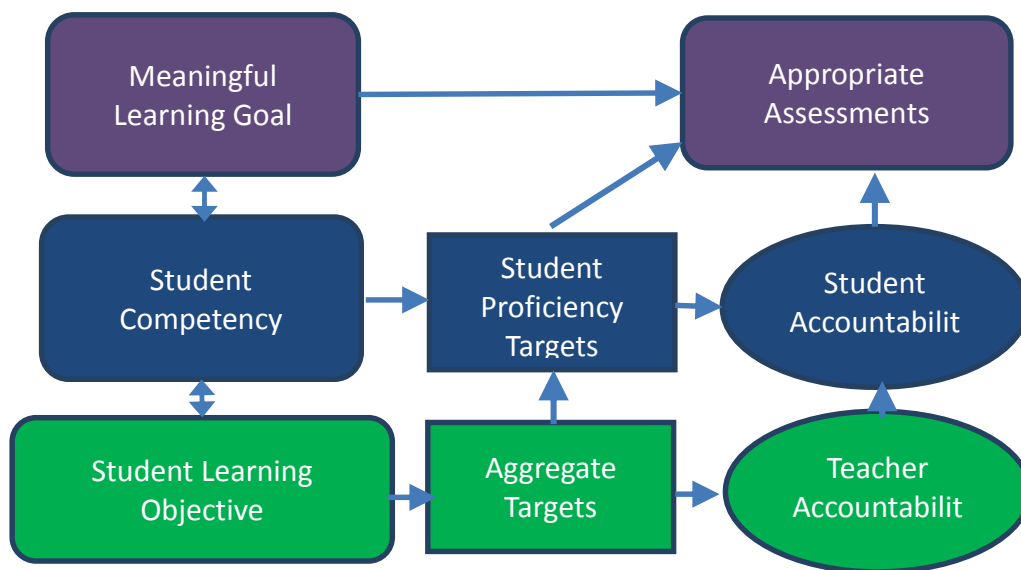 Meaningful
Learning Goal
Appropriate
Assessments
Student
Competency
Student
Proficiency
Targets
Student
Accountabilit
Student Learning
Objective
Aggregate
Targets
Teacher
Accountabilit